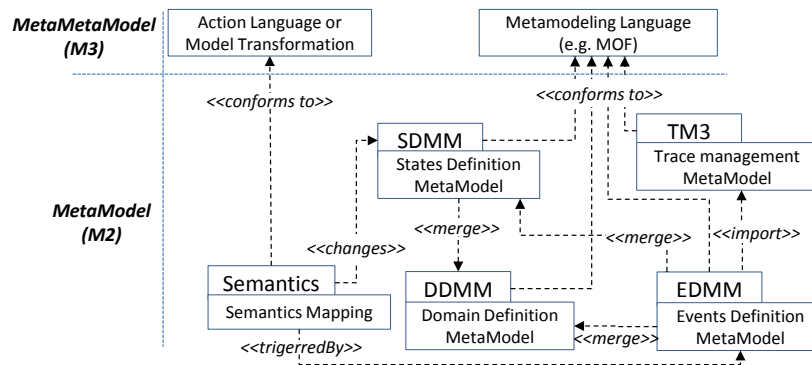 MetaMetaModel
(M3)
Action Language or
Model Transformation
Metamodeling Language
(e.g. MOF)
<<conforms to>>
<<conforms to>>
SDMM
States Definition
MetaModel
TM3
Trace management
MetaModel
MetaModel
(M2)
<<merge>>
<<merge>>
<<import>>
<<changes>>
Semantics
Semantics Mapping
DDMM
Domain Definition
MetaModel
EDMM
Events Definition
MetaModel
<<merge>>
<<trigerredBy>>